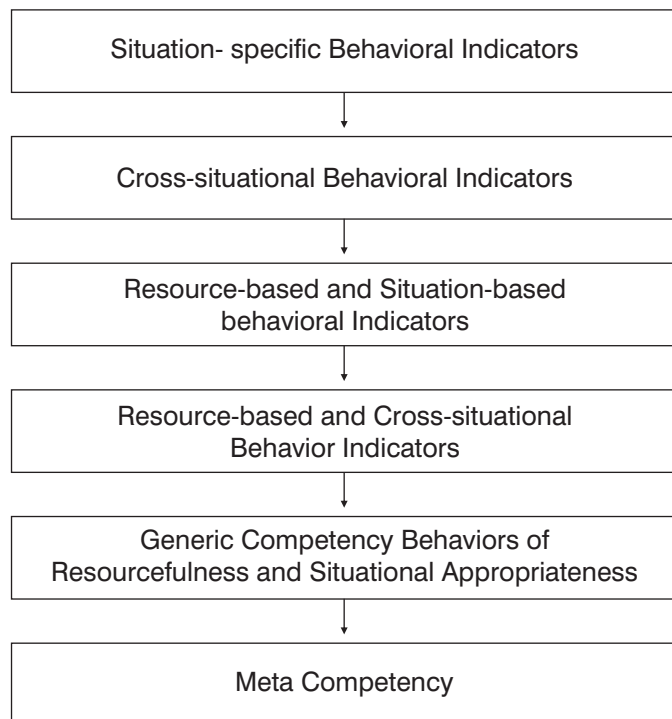 Situation- specific Behavioral Indicators
Cross-situational Behavioral Indicators
Resource-based and Situation-based
behavioral Indicators
Resource-based and Cross-situational
Behavior Indicators
Generic Competency Behaviors of
Resourcefulness and Situational Appropriateness
Meta Competency